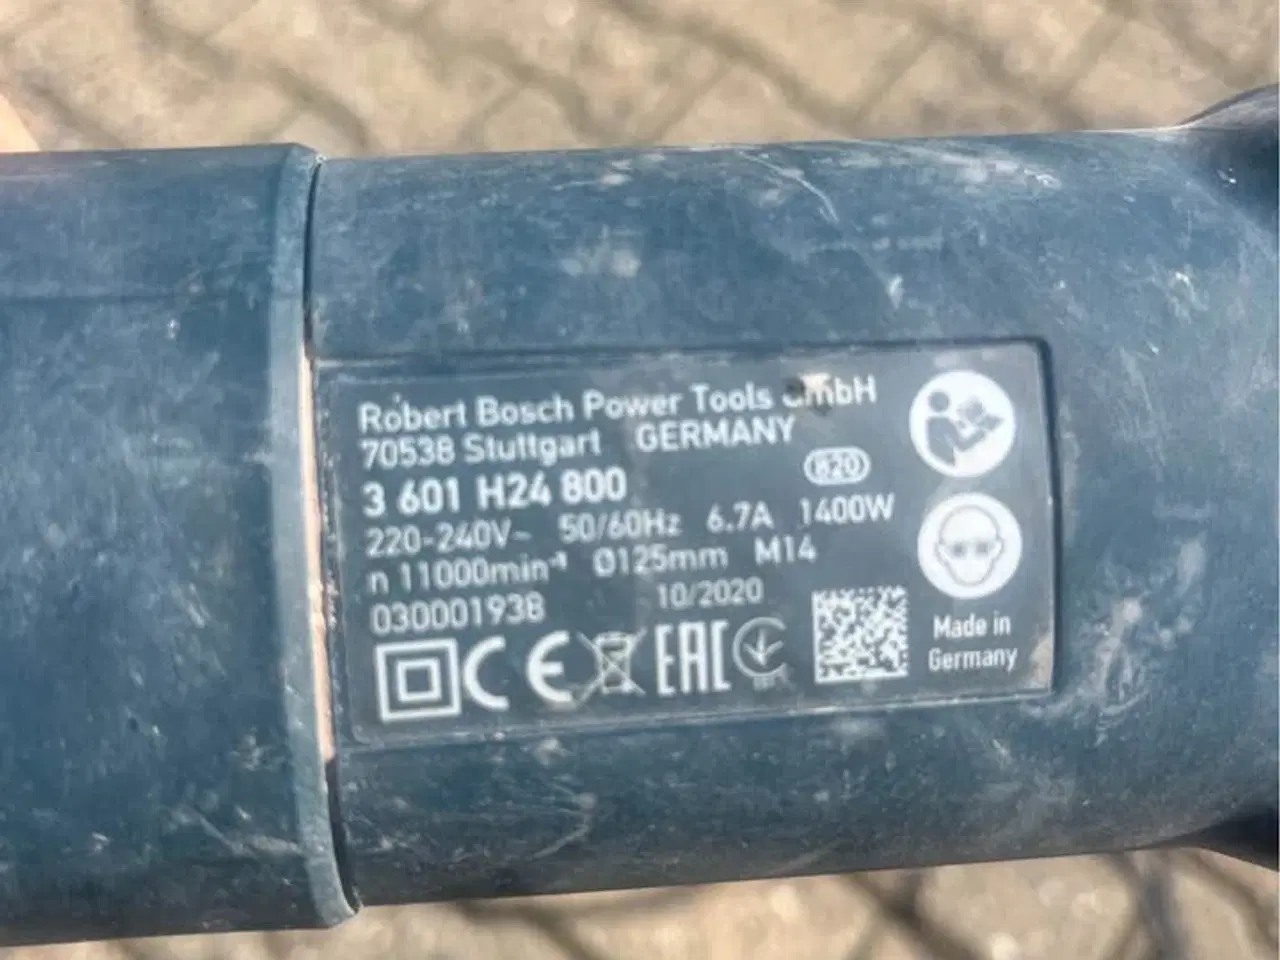 Robert Bosch Power Tools GmbH
70538 Stuttgart GERMANY
3 601 H24 800
820
220-240V~ 50/60Hz 6.7A 1400W
n 11000min⁻¹ Ø125mm M14
030001938 10/2020
CE EAC
Made in
Germany